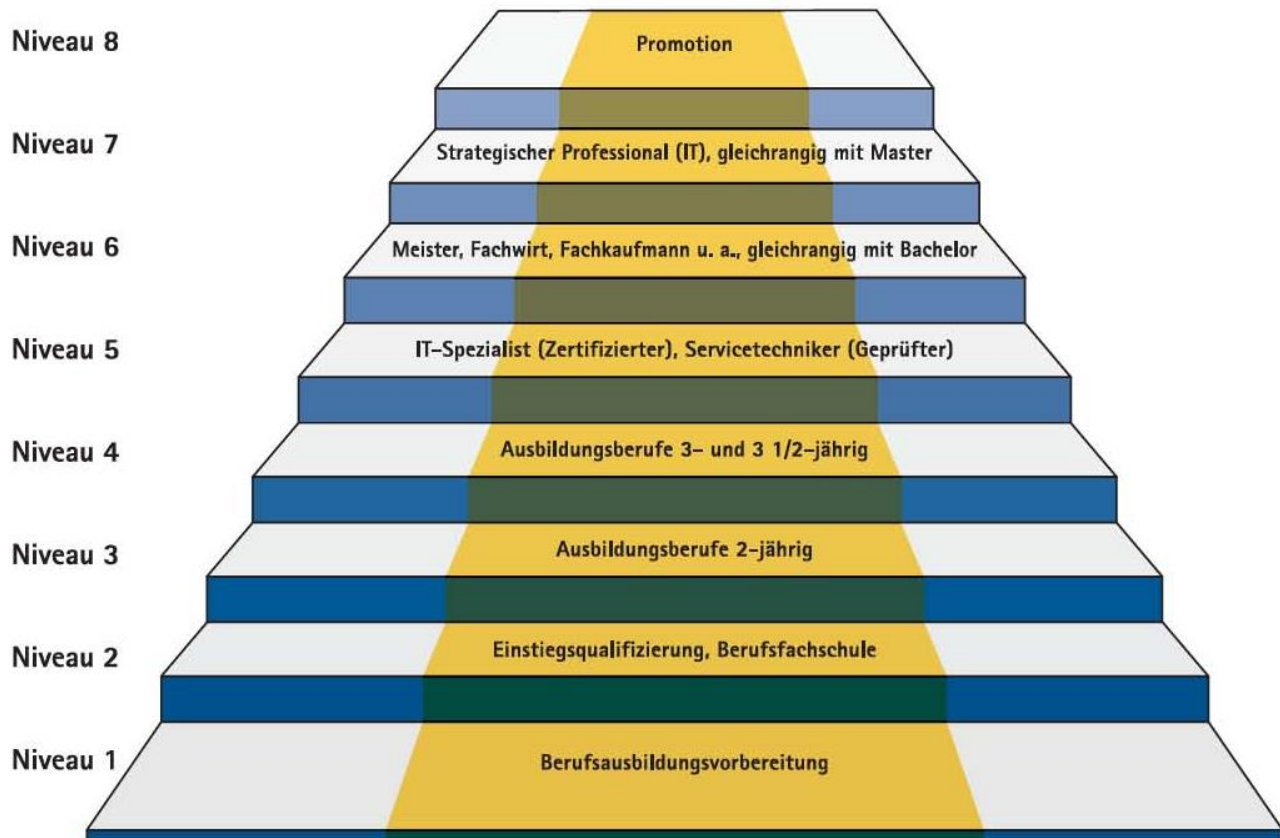 Niveau 8
Promotion
Niveau 7
Strategischer Professional (IT), gleichrangig mit Master
Niveau 6
Meister, Fachwirt, Fachkaufmann u. a., gleichrangig mit Bachelor
Niveau 5
IT-Spezialist (Zertifizierter), Servicetechniker (Geprüfter)
Niveau 4
Ausbildungsberufe 3- und 3 1/2-jährig
Niveau 3
Ausbildungsberufe 2-jährig
Niveau 2
Einstiegsqualifizierung, Berufsfachschule
Niveau 1
Berufsausbildungsvorbereitung